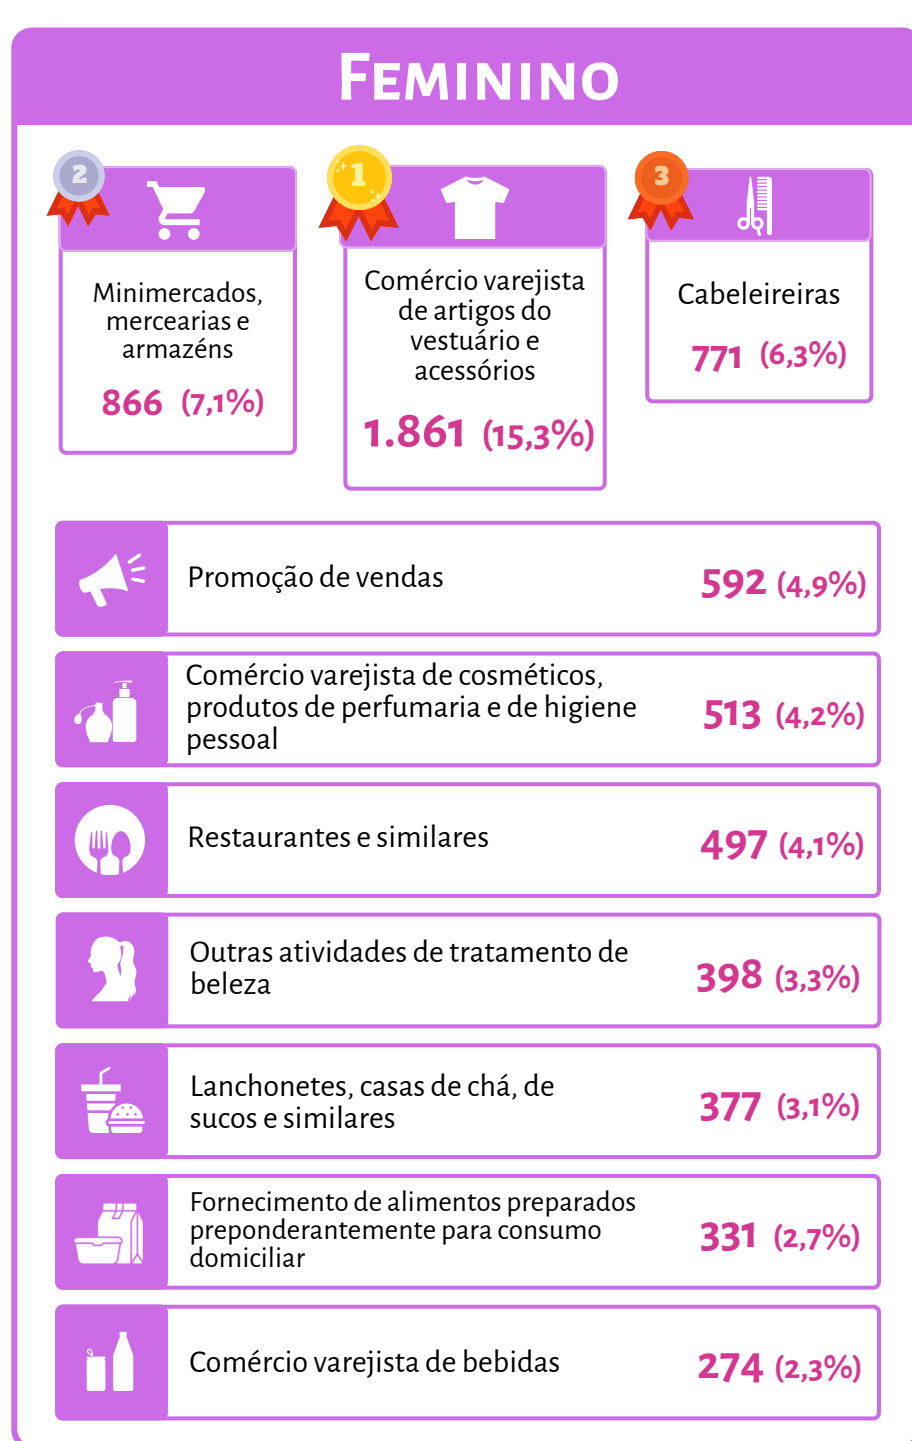 FEMININO
2
Minimercados,
mercearias e
armazéns
866 (7,1%)
1
Comércio varejista
de artigos do
vestuário e
acessórios
1.861 (15,3%)
3
Cabeleireiras
771 (6,3%)
Promoção de vendas
592 (4,9%)
Comércio varejista de cosméticos,
produtos de perfumaria e de higiene
pessoal
513 (4,2%)
Restaurantes e similares
497 (4,1%)
Outras atividades de tratamento de
beleza
398 (3,3%)
Lanchonetes, casas de chá, de
sucos e similares
377 (3,1%)
Fornecimento de alimentos preparados
preponderantemente para consumo
domiciliar
331 (2,7%)
Comércio varejista de bebidas
274 (2,3%)